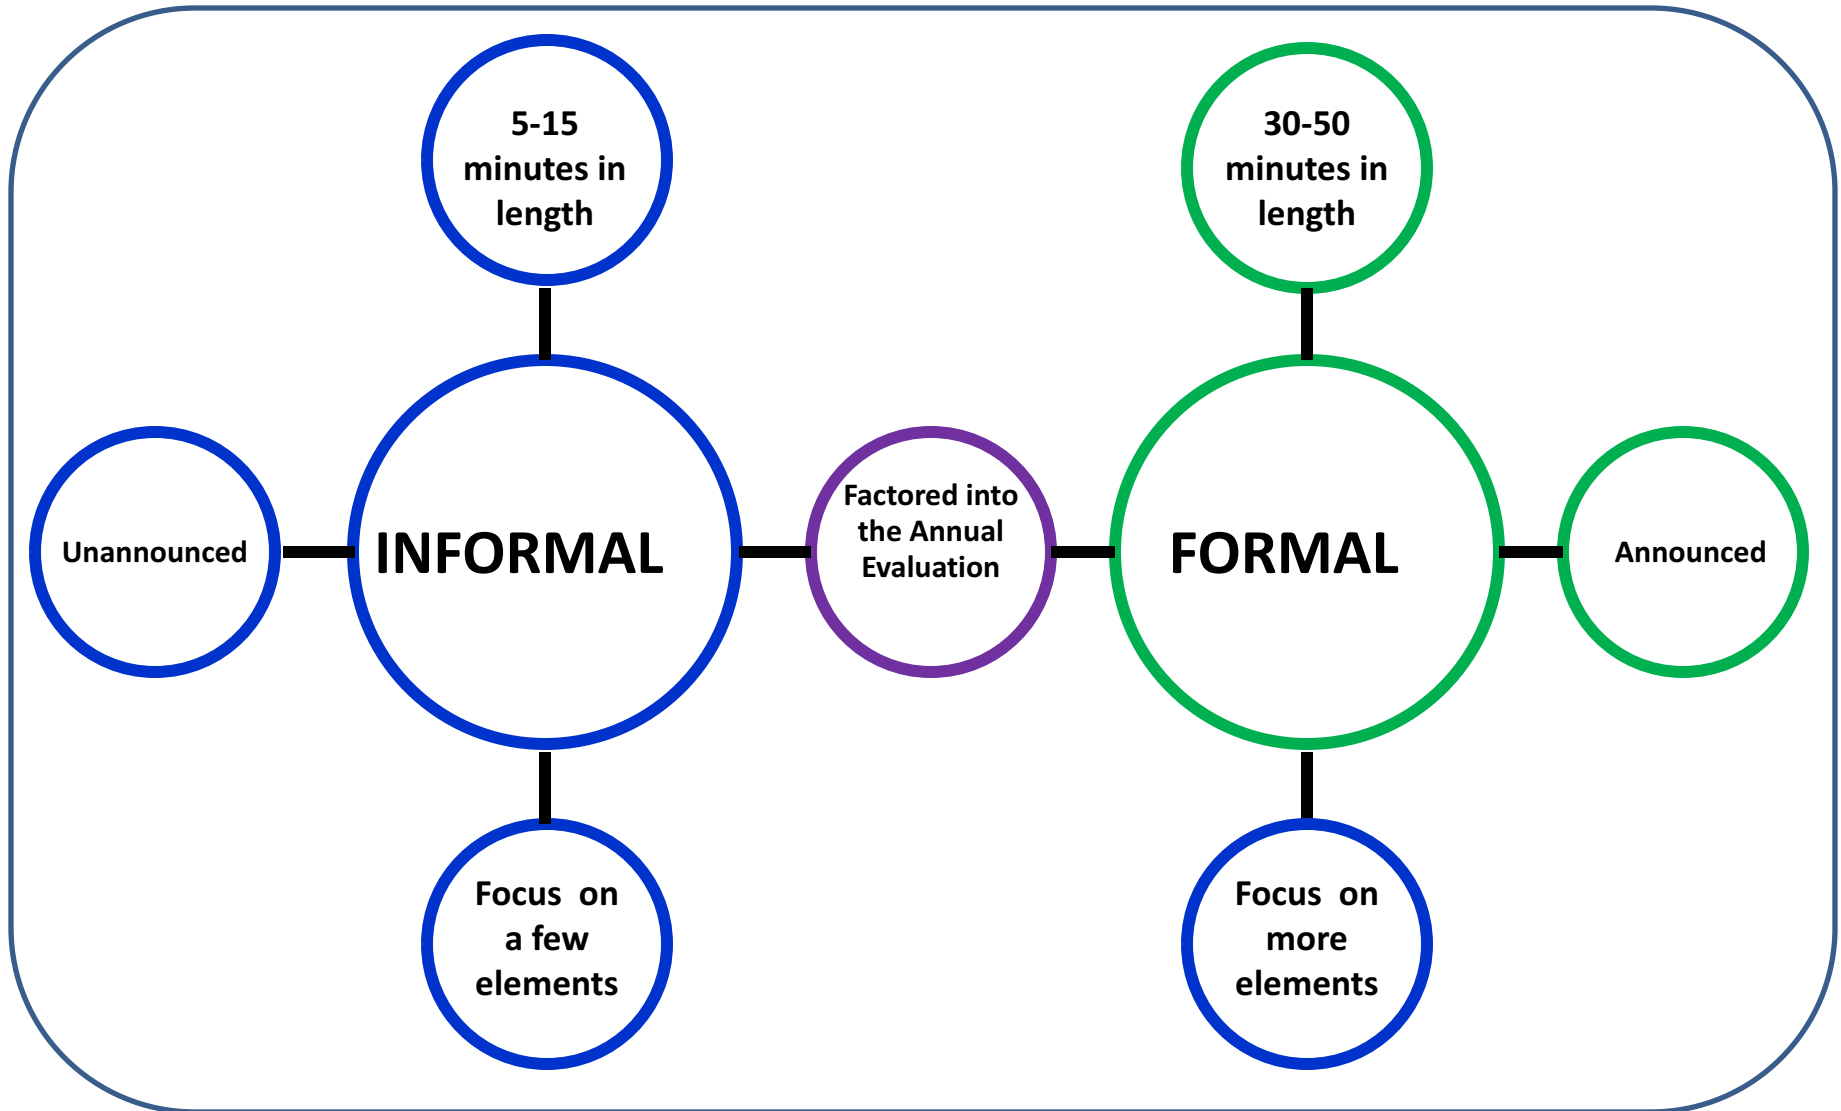 5-15
minutes in
length
30-50
minutes in
length
Unannounced
INFORMAL
Factored into
the Annual
Evaluation
FORMAL
Announced
Focus  on
a few
elements
Focus  on
more
elements